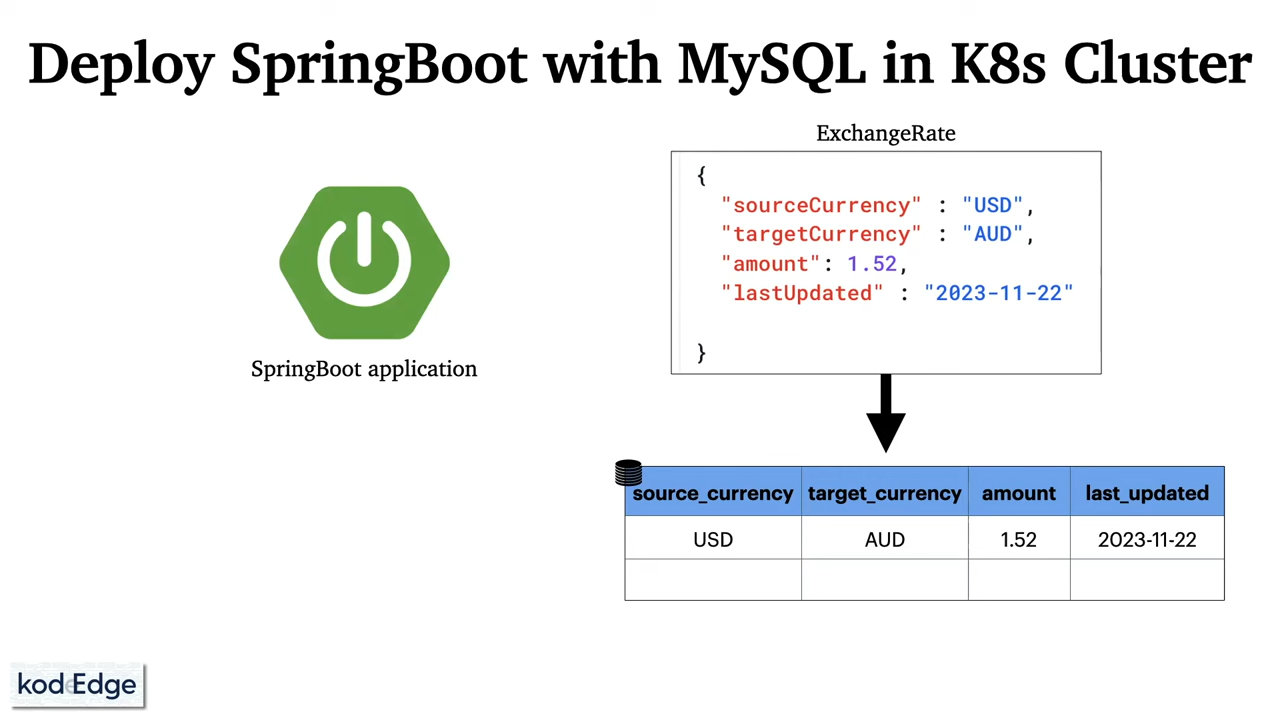 Deploy SpringBoot with MySQL in K8s Cluster
ExchangeRate
{
"sourceCurrency" : "USD",
"targetCurrency" : "AUD",
"amount": 1.52,
"lastUpdated" : "2023-11-22"
}
SpringBoot application
source_currency target_currency amount last_updated
USD AUD 1.52 2023-11-22
kodeEdge